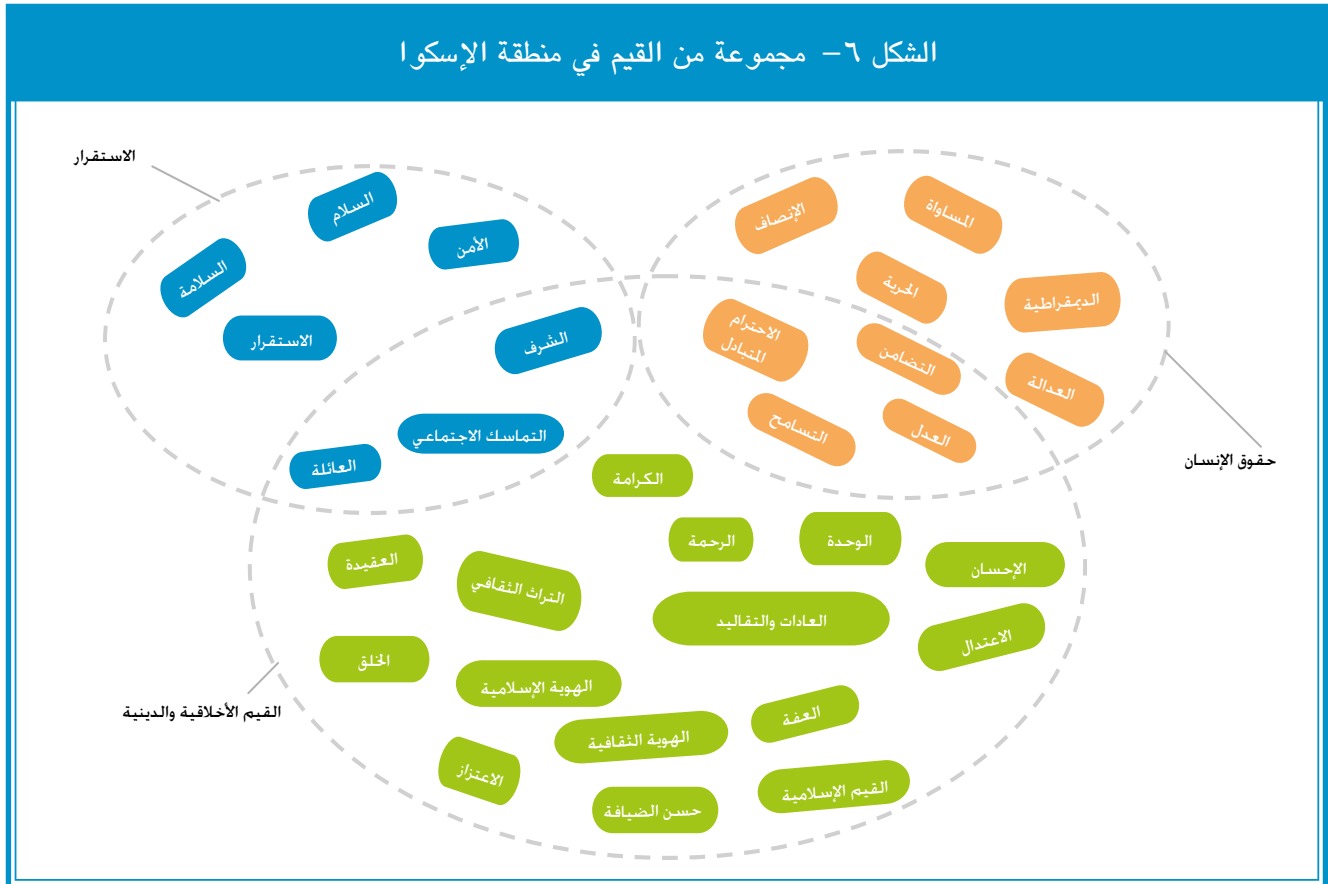 الشكل ٦- مجموعة من القيم في منطقة الإسكوا
الاستقرار
السلام
الأمن
السلامة
الاستقرار
الشرف
التماسك الاجتماعي
العائلة
الإنصاف
المساواة
الحرية
الديمقراطية
الاحترام
المتبادل
التضامن
العدالة
التسامح
العدل
حقوق الإنسان
الكرامة
الرحمة
الوحدة
الإحسان
العقيدة
التراث الثقافي
العادات والتقاليد
الاعتدال
الخلق
الهوية الإسلامية
العفة
الهوية الثقافية
الاعتزاز
القيم الإسلامية
حسن الضيافة
القيم الأخلاقية والدينية